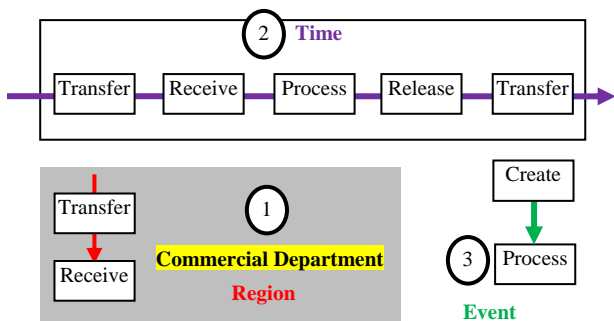 2 Time
Transfer Receive Process Release Transfer
Transfer
Receive
1
Commercial Department
Region
Create
3 Process
Event